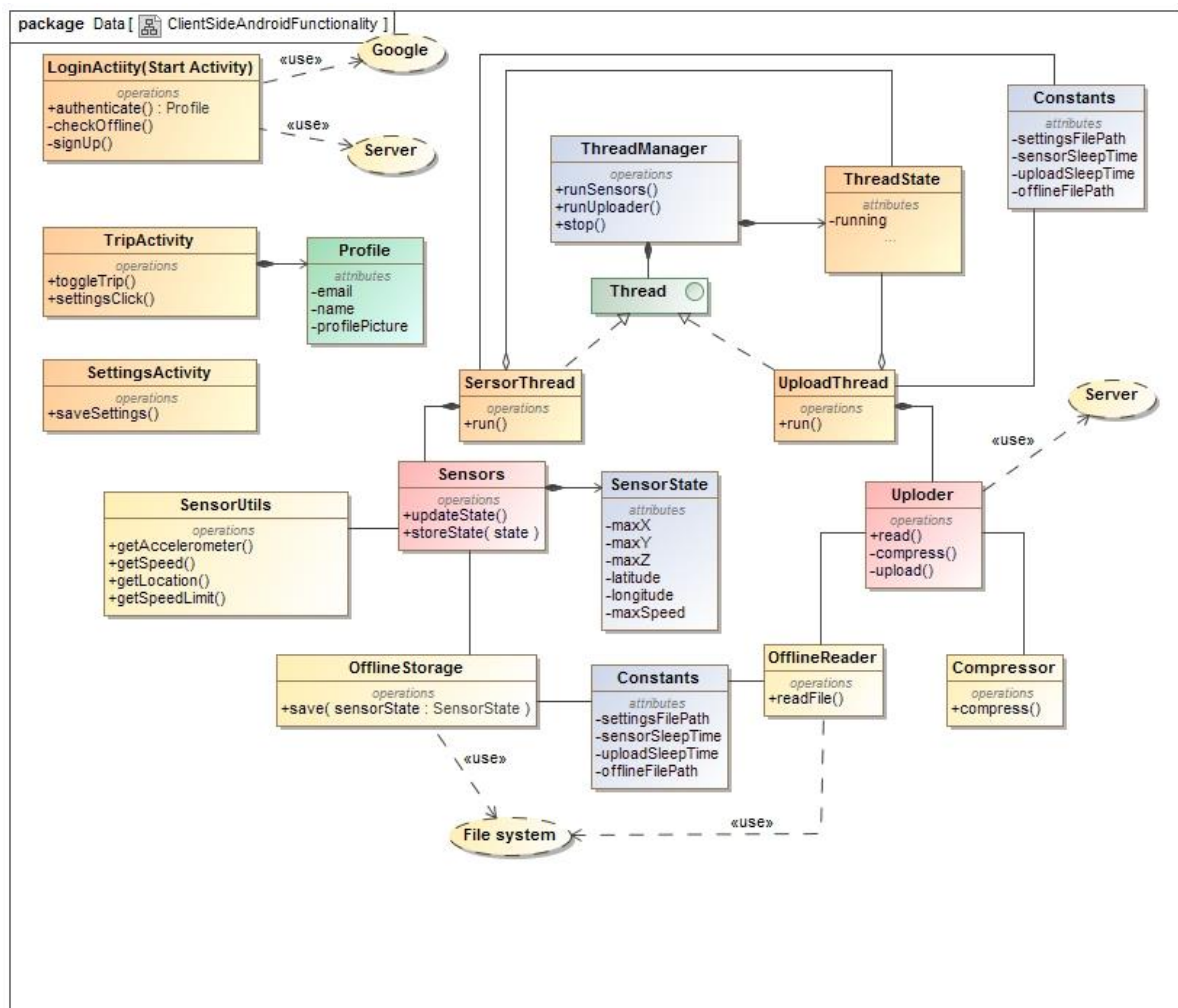 package Data [ ClientSideAndroidFunctionality ]
LoginActiity(Start Activity)
operations
+authenticate() : Profile
-checkOffline()
-signUp()
«use»
Google
«use»
Server
Constants
attributes
-settingsFilePath
-sensorSleepTime
-uploadSleepTime
-offlineFilePath
ThreadManager
operations
+runSensors()
+runUploader()
+stop()
ThreadState
attributes
-running
...
TripActivity
operations
+toggleTrip()
+settingsClick()
Profile
attributes
-email
-name
-profilePicture
Thread
SettingsActivity
operations
+saveSettings()
SersorThread
operations
+run()
UploadThread
operations
+run()
Server
«use»
Sensors
operations
+updateState()
+storeState( state )
SensorState
attributes
-maxX
-maxY
-maxZ
-latitude
-longitude
-maxSpeed
SensorUtils
operations
+getAccelerometer()
+getSpeed()
+getLocation()
+getSpeedLimit()
Uploder
operations
+read()
-compress()
-upload()
OfflineStorage
operations
+save( sensorState : SensorState )
Constants
attributes
-settingsFilePath
-sensorSleepTime
-uploadSleepTime
-offlineFilePath
OfflineReader
operations
+readFile()
Compressor
operations
+compress()
«use»
«use»
File system